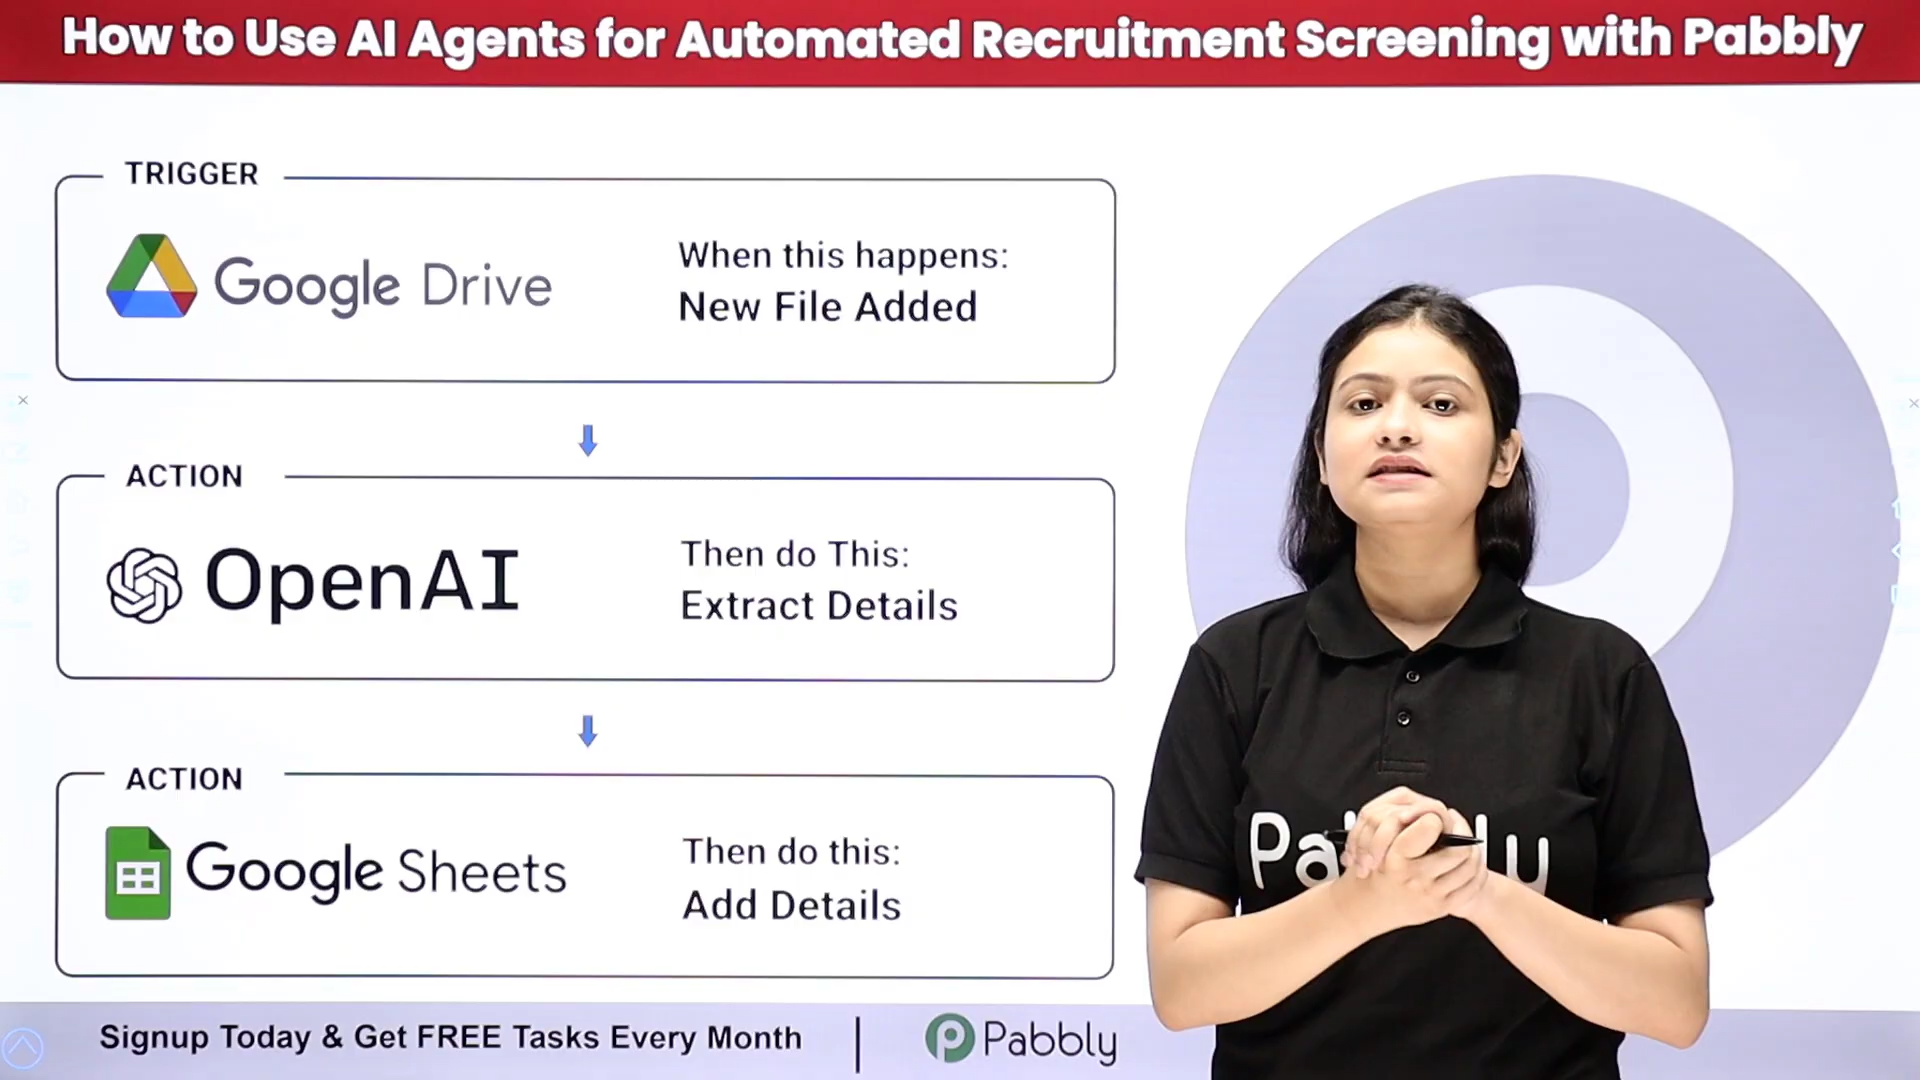 How to Use AI Agents for Automated Recruitment Screening with Pabbly
TRIGGER
Google Drive
When this happens:
New File Added
ACTION
OpenAI
Then do This:
Extract Details
ACTION
Google Sheets
Then do this:
Add Details
Signup Today & Get FREE Tasks Every Month
Pabbly